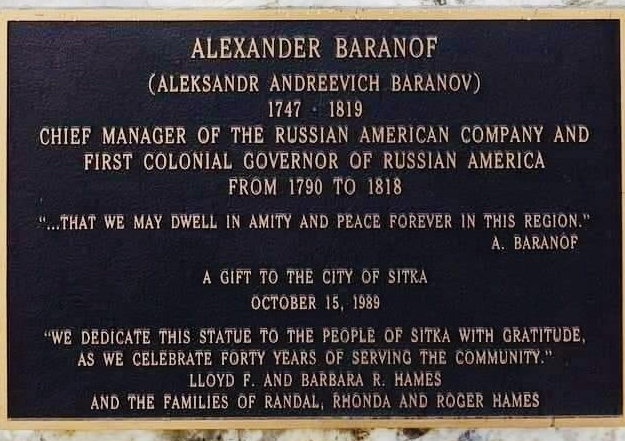 ALEXANDER BARANOF
(ALEKSANDR ANDREEVICH BARANOV)
1747 · 1819
CHIEF MANAGER OF THE RUSSIAN AMERICAN COMPANY AND
FIRST COLONIAL GOVERNOR OF RUSSIAN AMERICA
FROM 1790 TO 1818
"...THAT WE MAY DWELL IN AMITY AND PEACE FOREVER IN THIS REGION."
A. BARANOF
A GIFT TO THE CITY OF SITKA
OCTOBER 15, 1989
"WE DEDICATE THIS STATUE TO THE PEOPLE OF SITKA WITH GRATITUDE,
AS WE CELEBRATE FORTY YEARS OF SERVING THE COMMUNITY."
LLOYD F. AND BARBARA R. HAMES
AND THE FAMILIES OF RANDAL, RHONDA AND ROGER HAMES